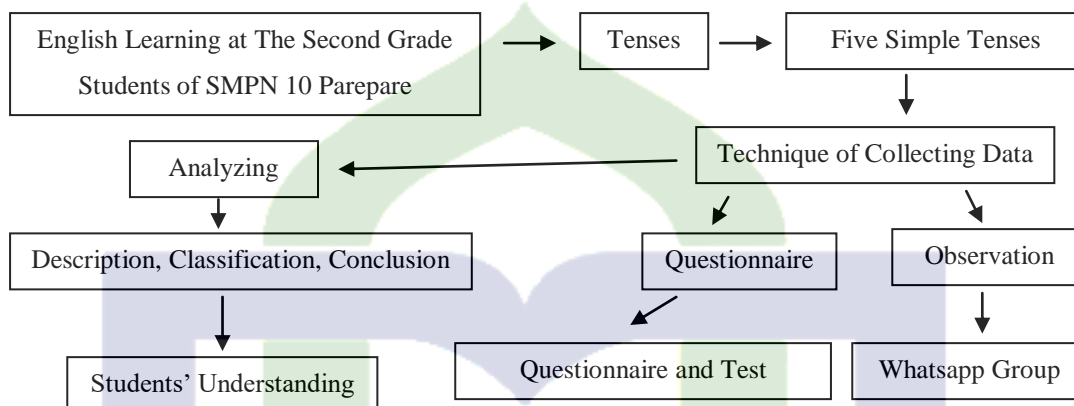 English Learning at The Second Grade
Students of SMPN 10 Parepare
Tenses
Five Simple Tenses
Analyzing
Technique of Collecting Data
Description, Classification, Conclusion
Questionnaire
Observation
Students’ Understanding
Questionnaire and Test
Whatsapp Group